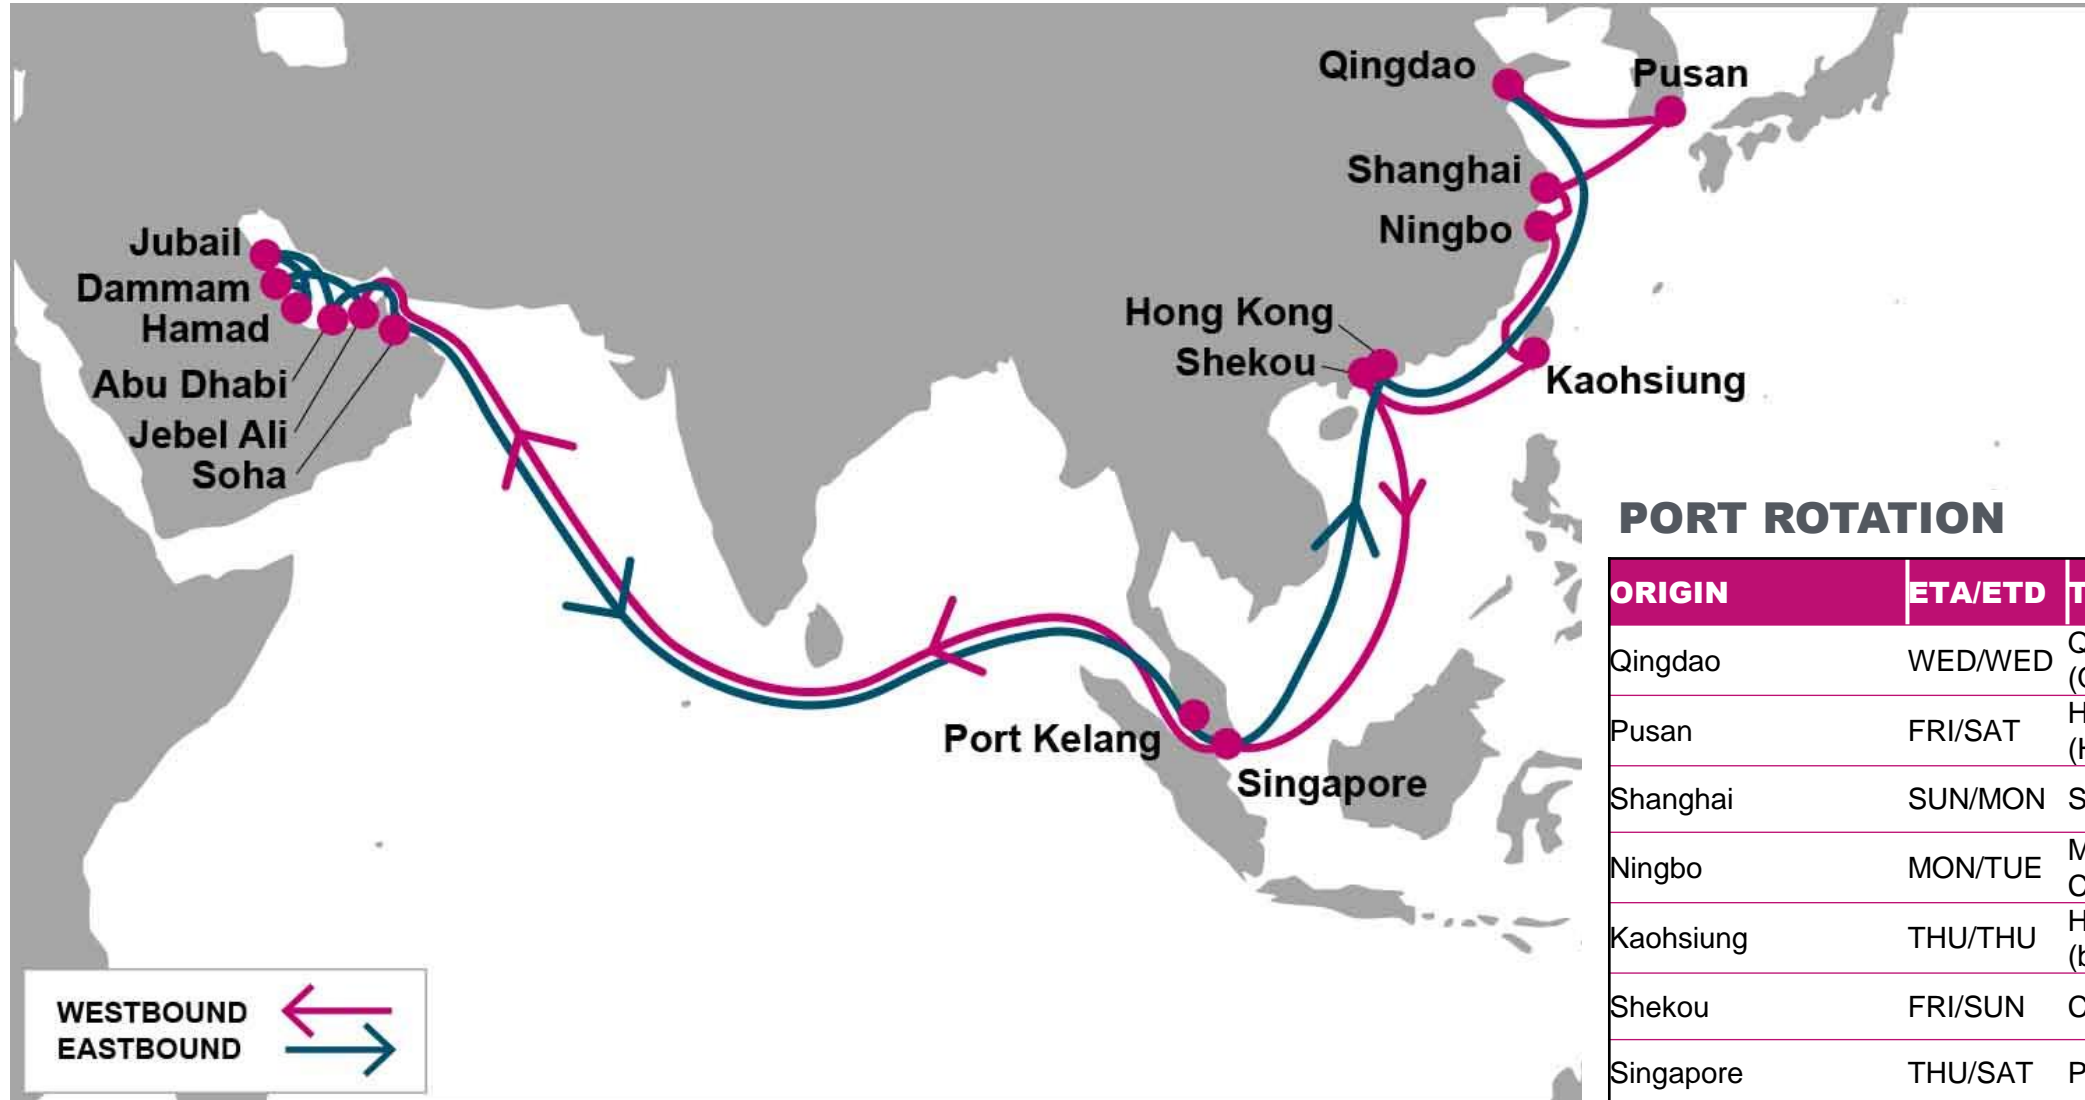 Qingdao
Pusan
Shanghai
Ningbo
Jubail
Dammam
Hamad
Abu Dhabi
Jebel Ali
Soha
Hong Kong
Shekou
Kaohsiung
Port Kelang
Singapore
WESTBOUND
EASTBOUND
PORT ROTATION
ORIGIN ETA/ETD
Qingdao WED/WED
Pusan FRI/SAT
Shanghai SUN/MON
Ningbo MON/TUE
Kaohsiung THU/THU
Shekou FRI/SUN
Singapore THU/SAT